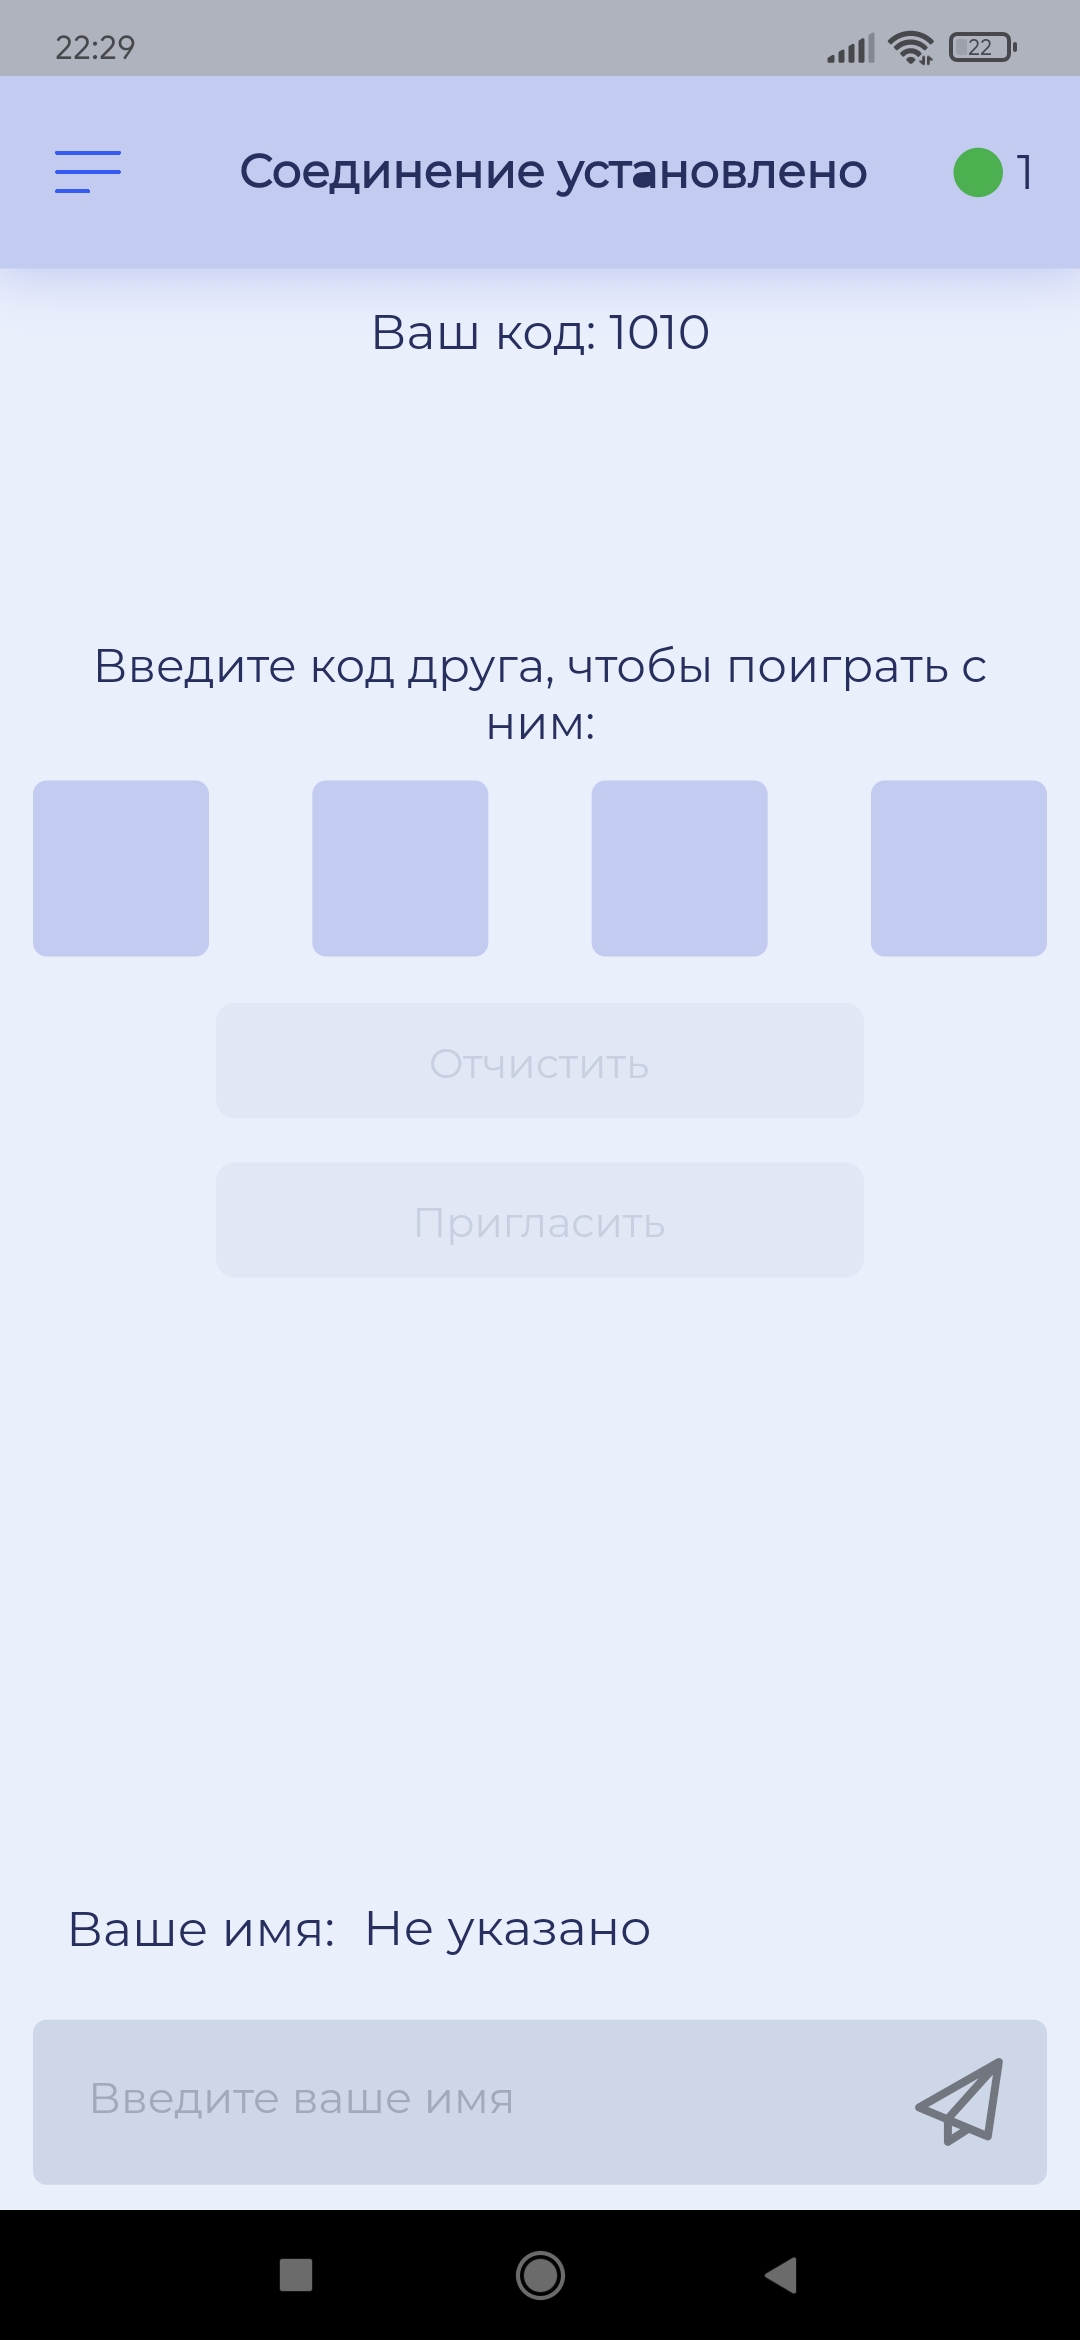 22:29
22
Соединение установлено
1
Ваш код: 1010
Введите код друга, чтобы поиграть с
ним:
Отчистить
Пригласить
Ваше имя: Не указано
Введите ваше имя